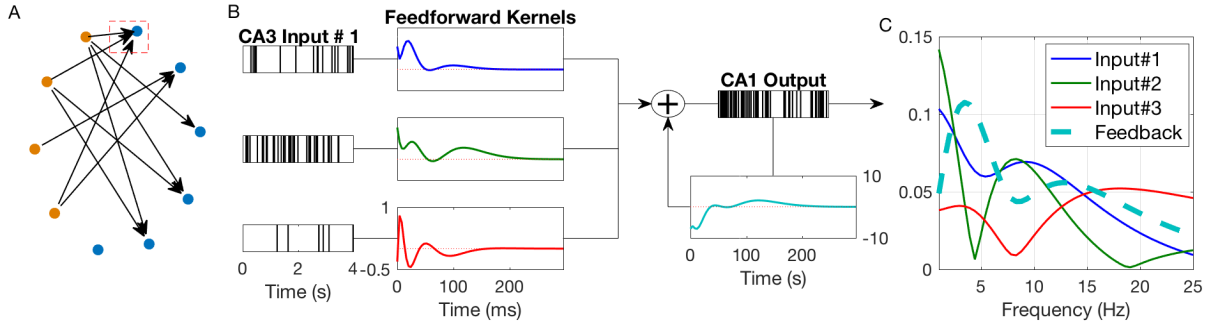 A
B
C
CA3 Input # 1
Feedforward Kernels
1
-0.5
0 2 4
Time (s)
0 100 200
Time (ms)
+
CA1 Output
10
-10
0 100 200
Time (s)
0.15
0.1
0.05
0
5 10 15 20 25
Frequency (Hz)
Input#1
Input#2
Input#3
Feedback